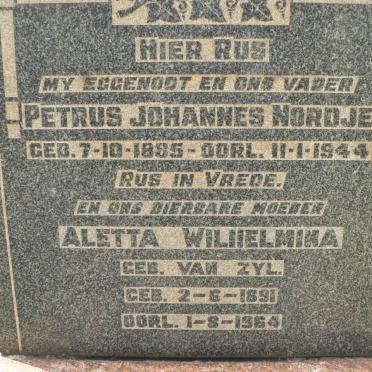 HIER RUS
MY EGGENOOT EN ONS VADER
PETRUS JOHANNES NORDJE
GEB. 7-10-1885 - OORL. 11-1-1944
RUS IN VREDE.
EN ONS DIERBARE MOEDER
ALETTA WILHELMINA
GEB. VAN ZYL.
GEB. 2-6-1891
OORL. 1-8-1964